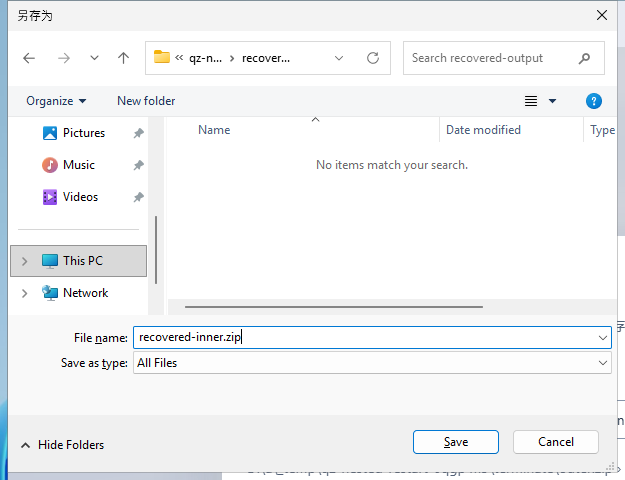 另存为
« qz-n... › recover...
Search recovered-output
Organize
New folder
?
Name
Date modified
Type
Pictures
Music
Videos
No items match your search.
This PC
Network
File name:
recovered-inner.zip
Save as type:
All Files
Hide Folders
Save
Cancel
存